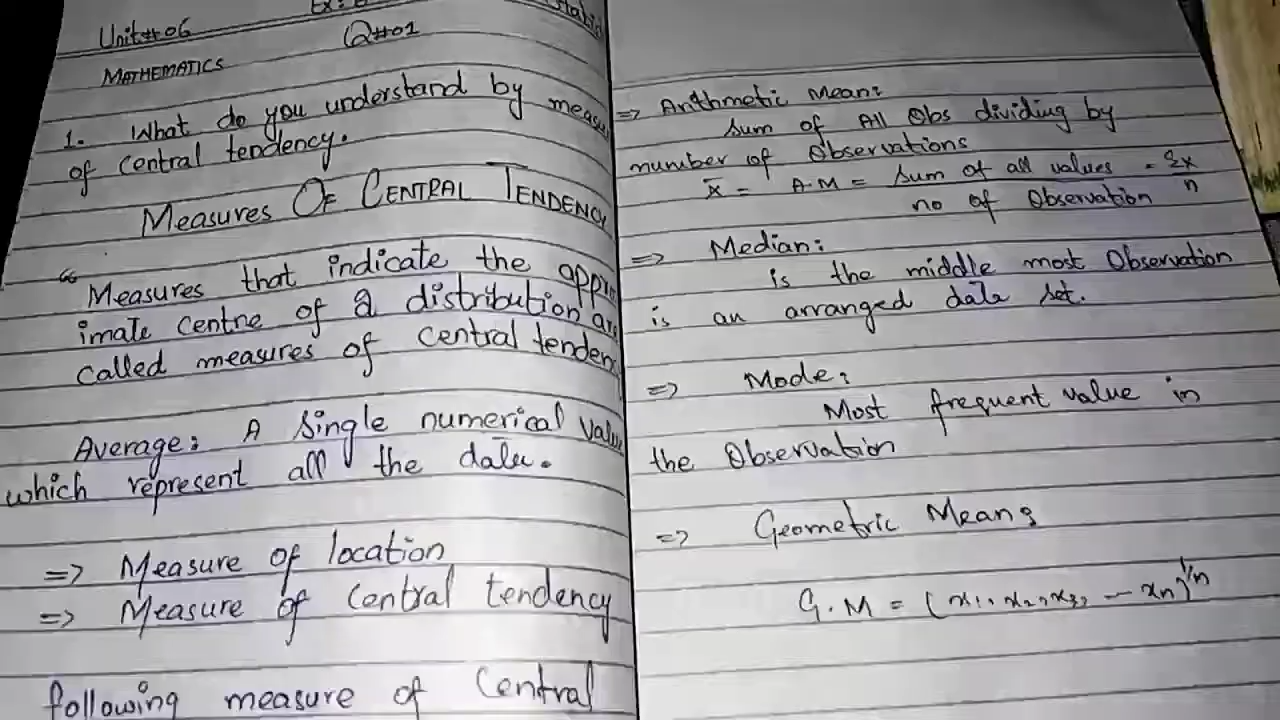 Unit#06
Q#01
MATHEMATICS
1. What do you understand by measu
of central tendency.
MEASURES OF CENTRAL TENDENCY
“ Measures that indicate the appro
imate centre of a distribution are
called measures of central tendenc
Average: A single numerical value
which represent all the data.
=> Measure of location
=> Measure of central tendency
following measure of Central
=> Arithmetic Mean:
Sum of All Obs dividing by
number of Observations
x̄ = A.M = Sum of all values = Σx
no of Observation n
=> Median:
is the middle most Observation
is an arranged data set.
=> Mode:
Most frequent value in
the Observation
=> Geometric Mean:
G.M = (x1, x2, x3, — xn)^1/n